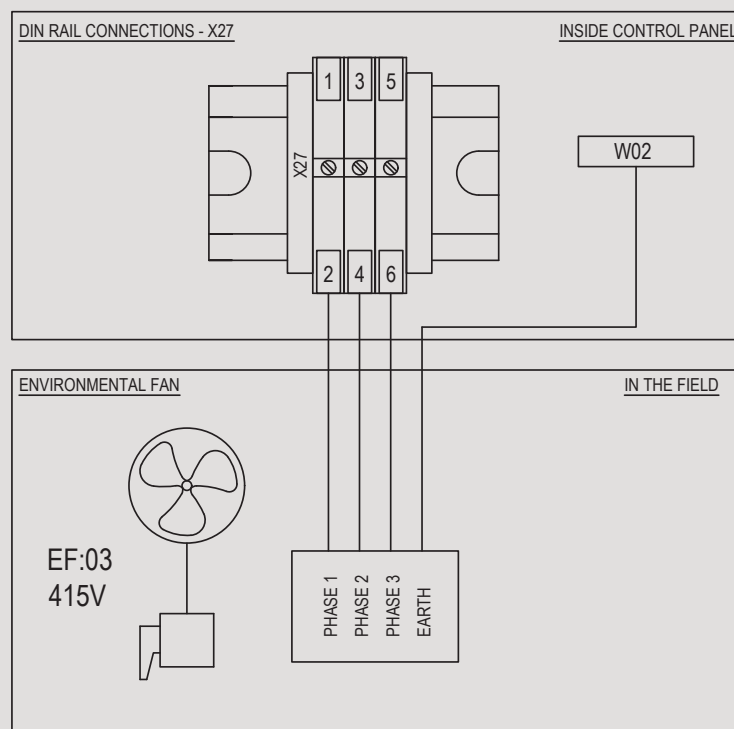 DIN RAIL CONNECTIONS - X27
INSIDE CONTROL PANEL
1 3 5
X27
W02
2 4 6
ENVIRONMENTAL FAN
IN THE FIELD
EF:03
415V
PHASE 1
PHASE 2
PHASE 3
EARTH